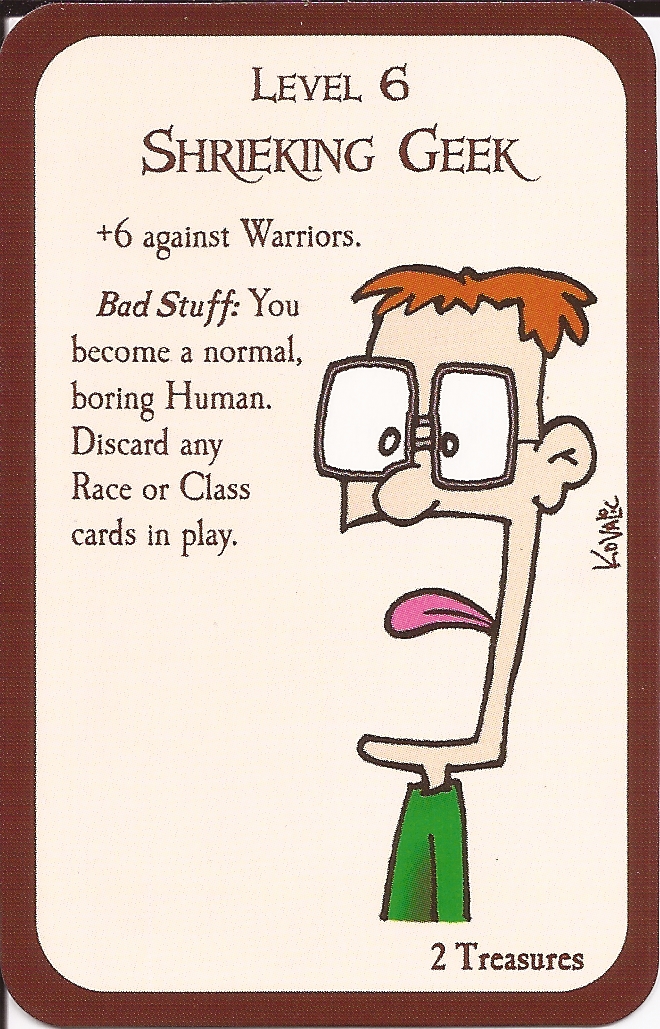 Level 6
Shrieking Geek
+6 against Warriors.
Bad Stuff: You
become a normal,
boring Human.
Discard any
Race or Class
cards in play.
Kovalic
2 Treasures